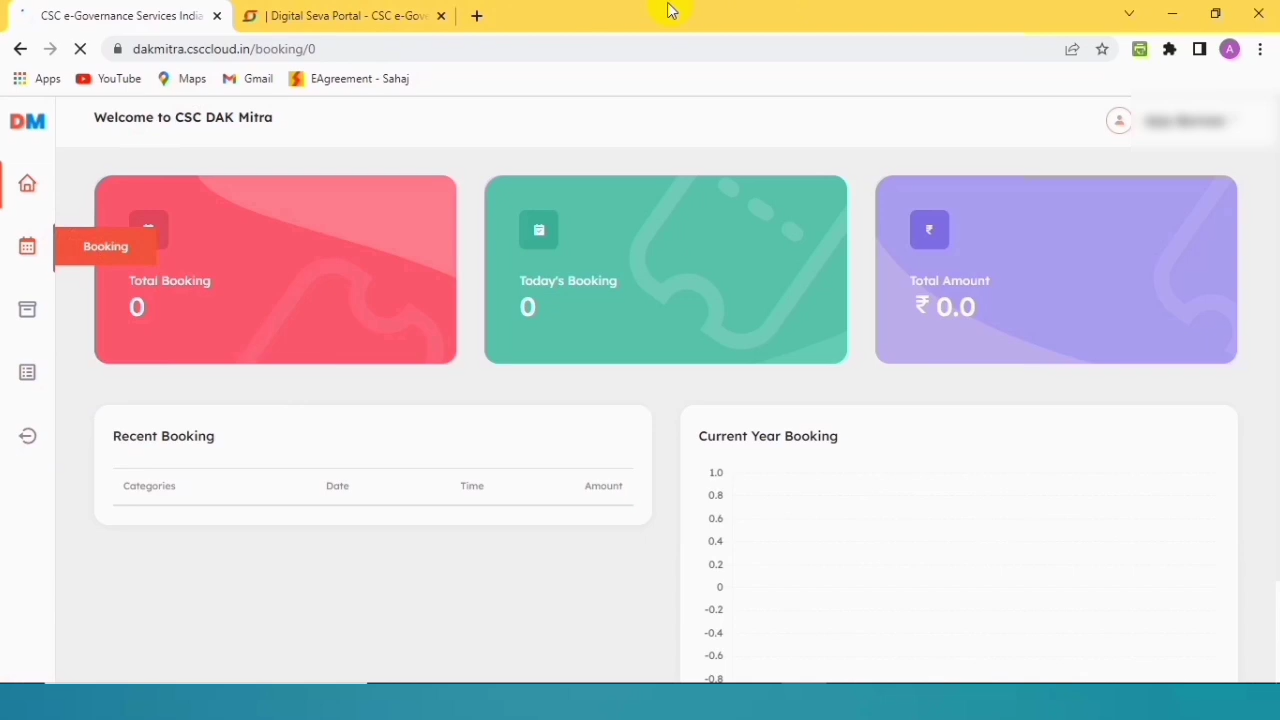 CSC e-Governance Services India
| Digital Seva Portal - CSC e-Gove
dakmitra.csccloud.in/booking/0
A
Apps YouTube Maps Gmail EAgreement - Sahaj
DM
Welcome to CSC DAK Mitra
Booking
Total Booking
0
Today's Booking
0
₹
Total Amount
₹ 0.0
Recent Booking
Categories Date Time Amount
Current Year Booking
1.0
0.8
0.6
0.4
0.2
0
-0.2
-0.4
-0.6
-0.8